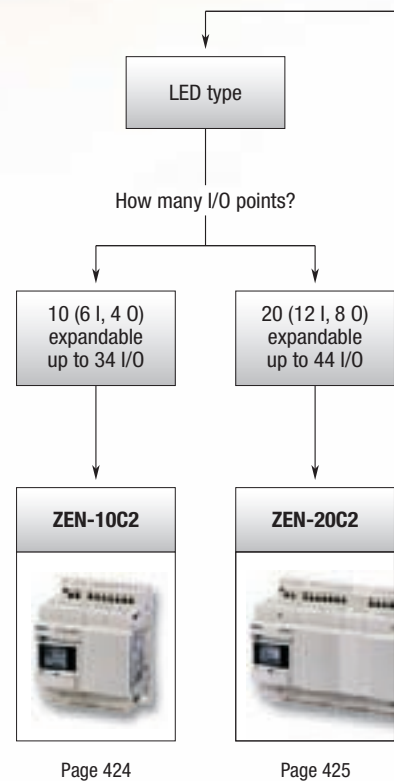 LED type
How many I/O points?
10 (6 I, 4 O)
expandable
up to 34 I/O
20 (12 I, 8 O)
expandable
up to 44 I/O
ZEN-10C2
ZEN-20C2
Page 424
Page 425